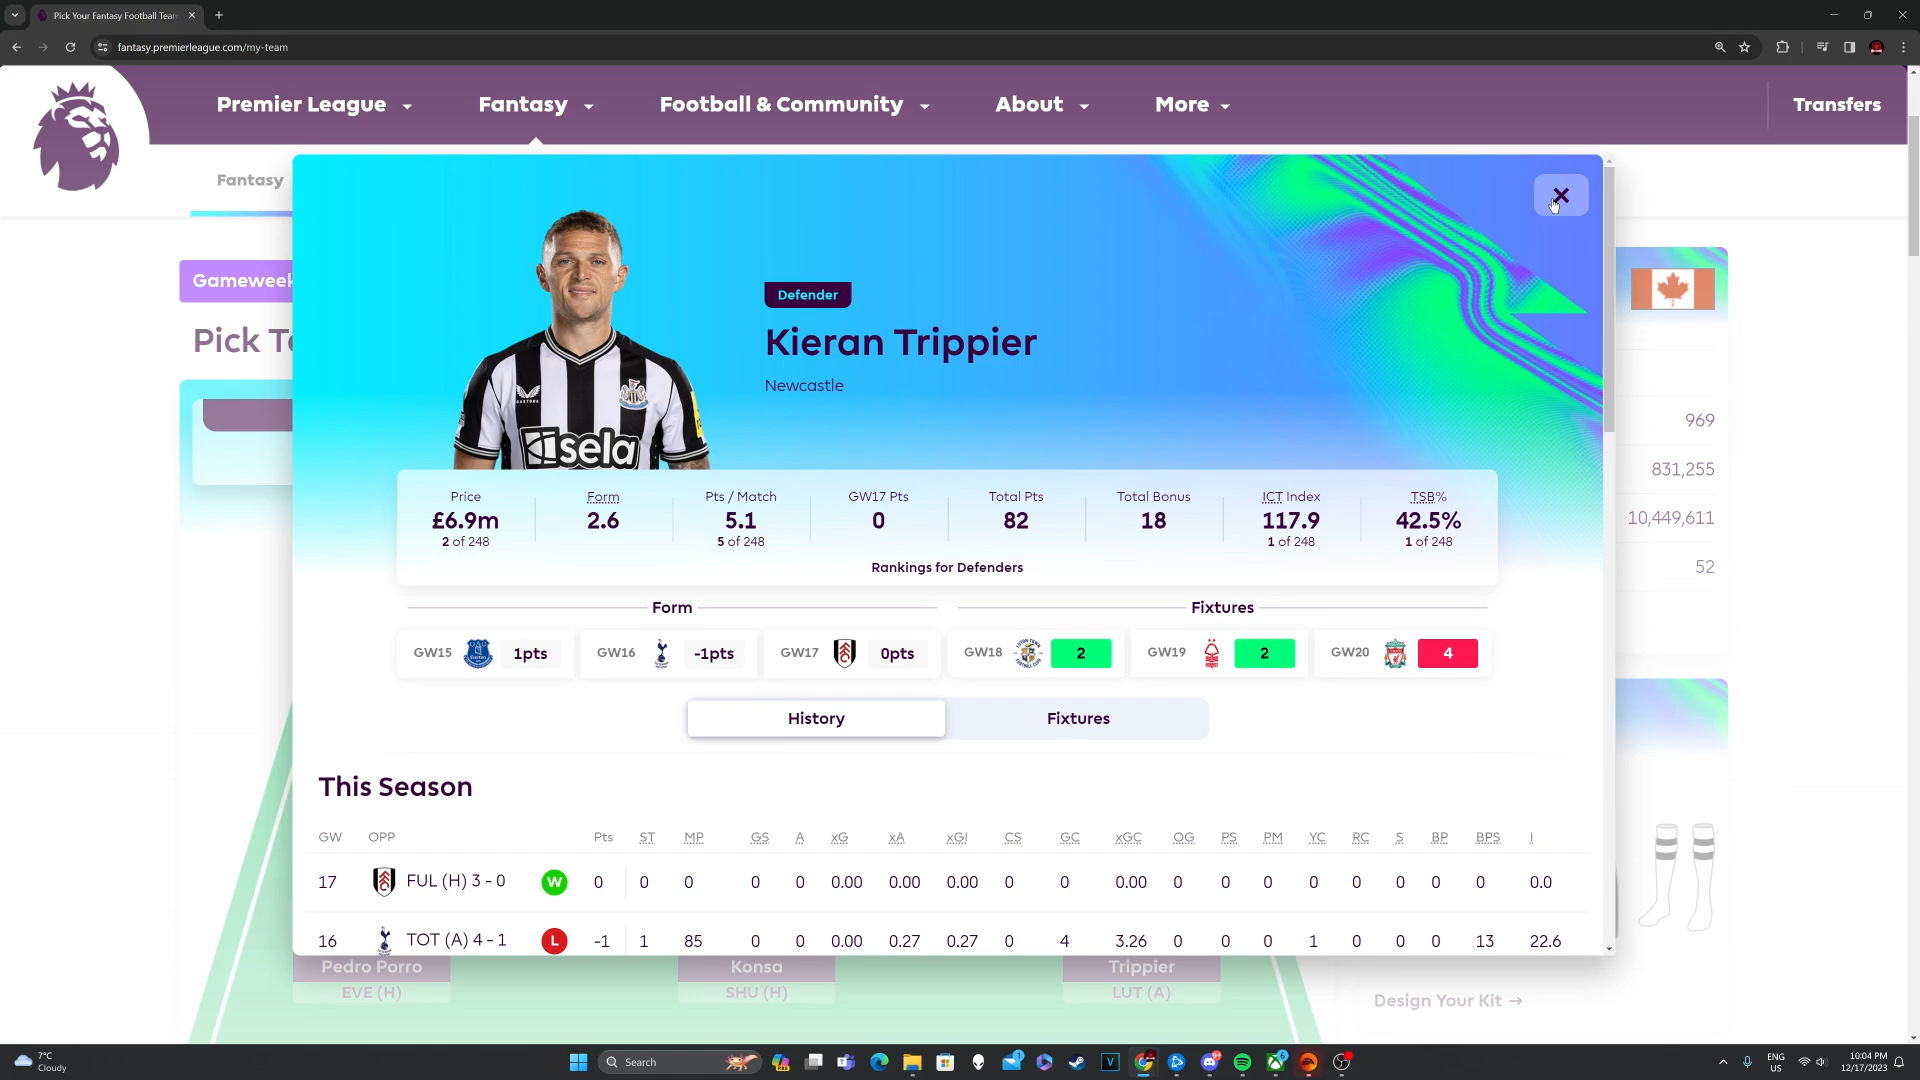 Pick Your Fantasy Football Team
fantasy.premierleague.com/my-team
Premier League
Fantasy
Football & Community
About
More
Transfers
Fantasy
Gameweek
Pick Te
Defender
Kieran Trippier
Newcastle
sela
969
831,255
10,449,611
52
Price Form Pts / Match GW17 Pts Total Pts Total Bonus ICT Index TSB%
£6.9m 2.6 5.1 0 82 18 117.9 42.5%
2 of 248 5 of 248 1 of 248 1 of 248
Rankings for Defenders
Form Fixtures
GW15 1pts GW16 -1pts GW17 0pts GW18 2 GW19 2 GW20 4
History Fixtures
This Season
GW OPP Pts ST MP GS A xG xA xGI CS GC xGC OG PS PM YC RC S BP BPS I
17 FUL (H) 3 - 0 W 0 0 0 0 0 0.00 0.00 0.00 0 0 0.00 0 0 0 0 0 0 0 0 0.0
16 TOT (A) 4 - 1 L -1 1 85 0 0 0.00 0.27 0.27 0 4 3.26 0 0 0 1 0 0 0 13 22.6
Pedro Porro Konsa Trippier
EVE (H) SHU (H) LUT (A)
Design Your Kit →
7°C
Cloudy
Search
ENG
US
10:04 PM
12/17/2023